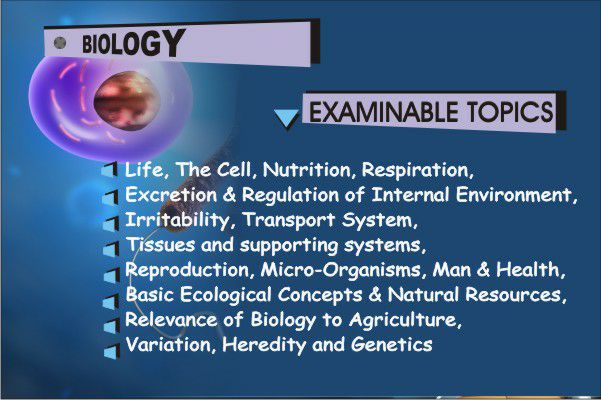 BIOLOGY
EXAMINABLE TOPICS
Life, The Cell, Nutrition, Respiration,
Excretion & Regulation of Internal Environment,
Irritability, Transport System,
Tissues and supporting systems,
Reproduction, Micro-Organisms, Man & Health,
Basic Ecological Concepts & Natural Resources,
Relevance of Biology to Agriculture,
Variation, Heredity and Genetics